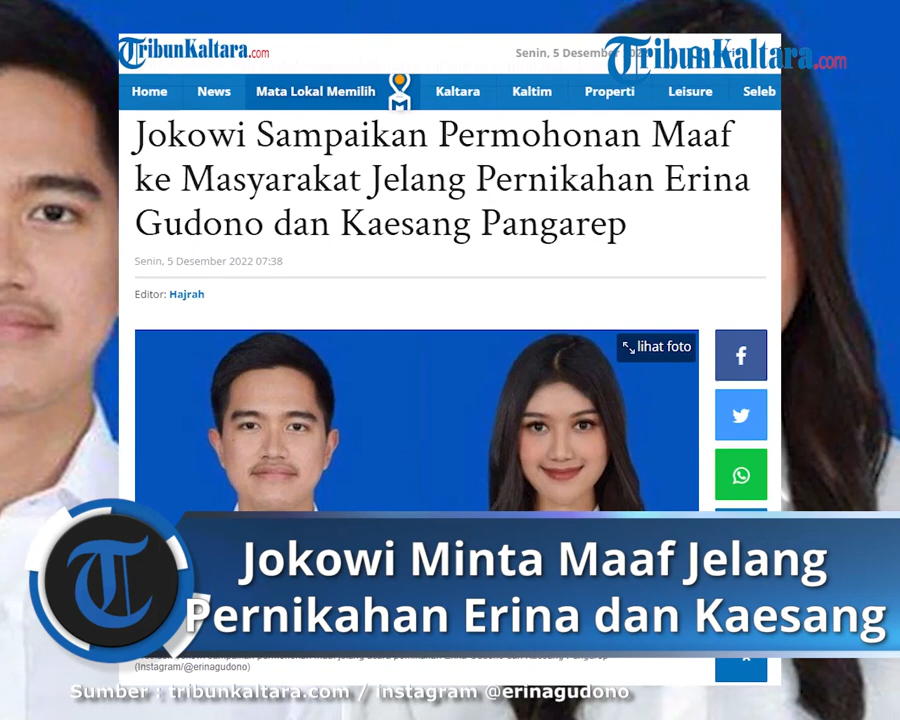 TribunKaltara.com
Senin, 5 Desember
TribunKaltara.com
Home News Mata Lokal Memilih Kaltara Kaltim Properti Leisure Seleb
Jokowi Sampaikan Permohonan Maaf
ke Masyarakat Jelang Pernikahan Erina
Gudono dan Kaesang Pangarep
Senin, 5 Desember 2022 07:38
Editor: Hajrah
lihat foto
Jokowi Minta Maaf Jelang
Pernikahan Erina dan Kaesang
(Instagram/@erinagudono)
Sumber : tribunkaltara.com / Instagram @erinagudono